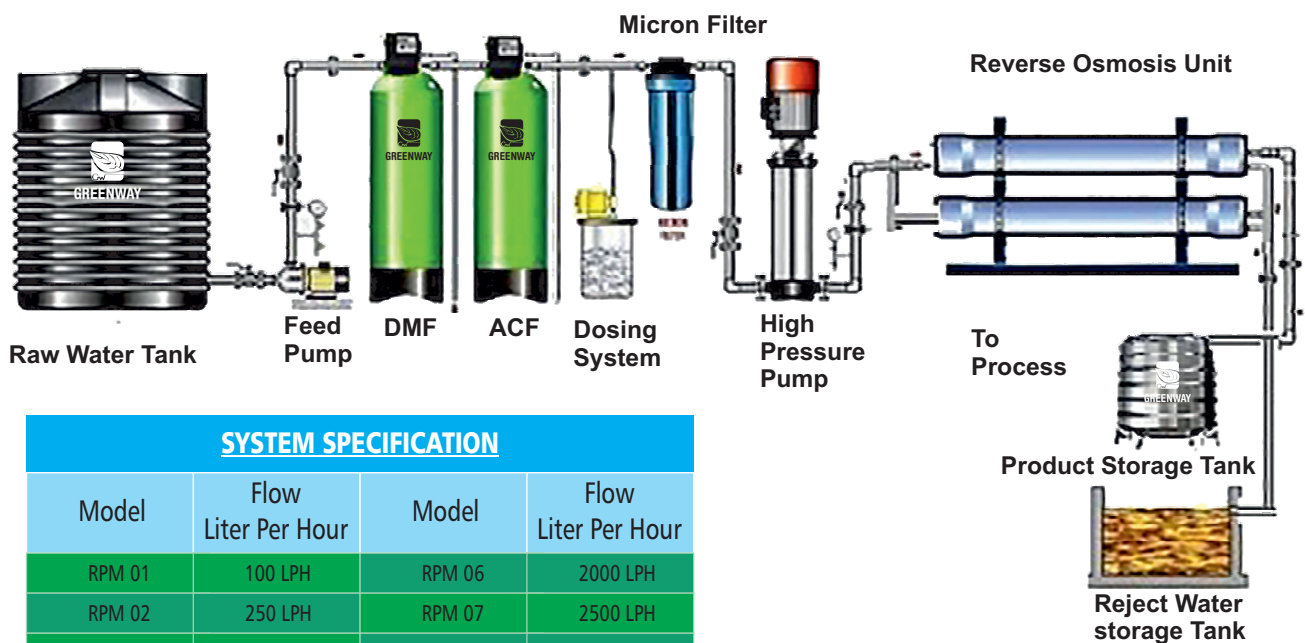 Micron Filter
Reverse Osmosis Unit
GREENWAY
GREENWAY
GREENWAY
Raw Water Tank
Feed
Pump
DMF
ACF
Dosing
System
High
Pressure
Pump
To
Process
GREENWAY
Product Storage Tank
Reject Water
storage Tank
SYSTEM SPECIFICATION
Model Flow Liter Per Hour Model Flow Liter Per Hour
RPM 01 100 LPH RPM 06 2000 LPH
RPM 02 250 LPH RPM 07 2500 LPH